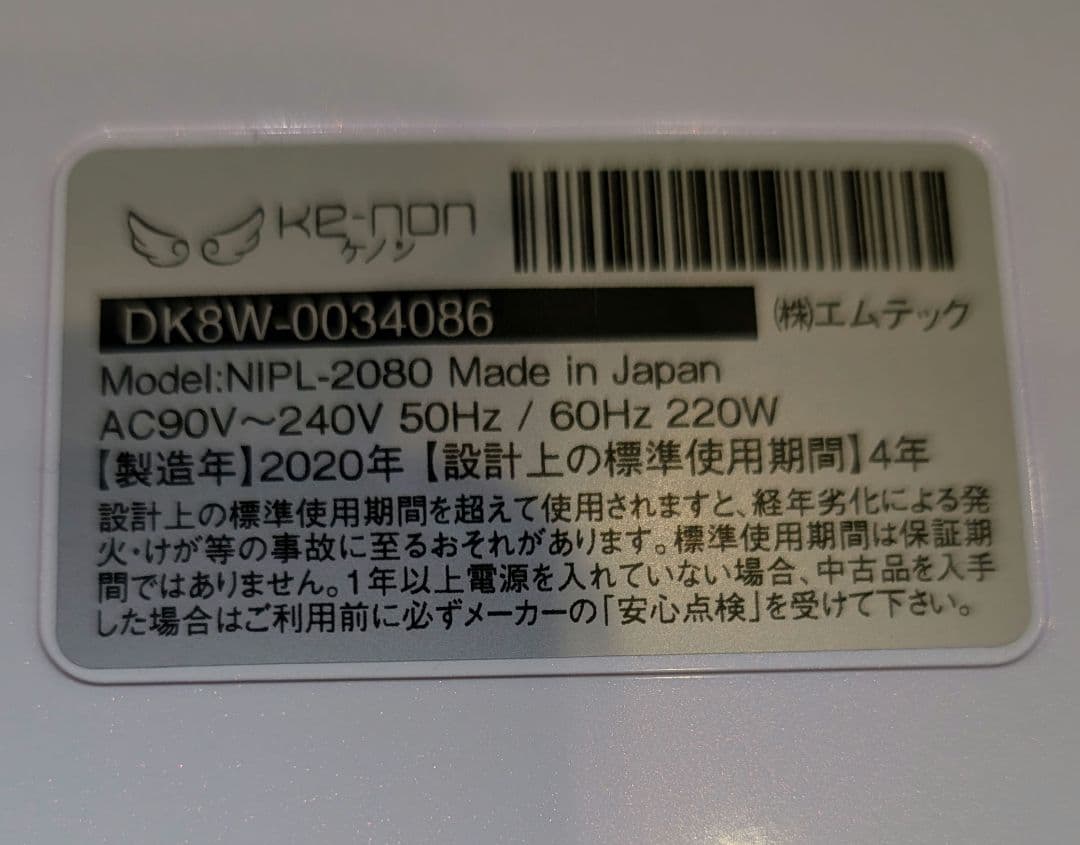 Ke-non
ケノン
DK8W-0034086
㈱エムテック
Model:NIPL-2080 Made in Japan
AC90V～240V 50Hz / 60Hz 220W
【製造年】2020年【設計上の標準使用期間】4年
設計上の標準使用期間を超えて使用されますと、経年劣化による発
火・けが等の事故に至るおそれがあります。標準使用期間は保証期
間ではありません。1年以上電源を入れていない場合、中古品を入手
した場合はご利用前に必ずメーカーの「安心点検」を受けて下さい。